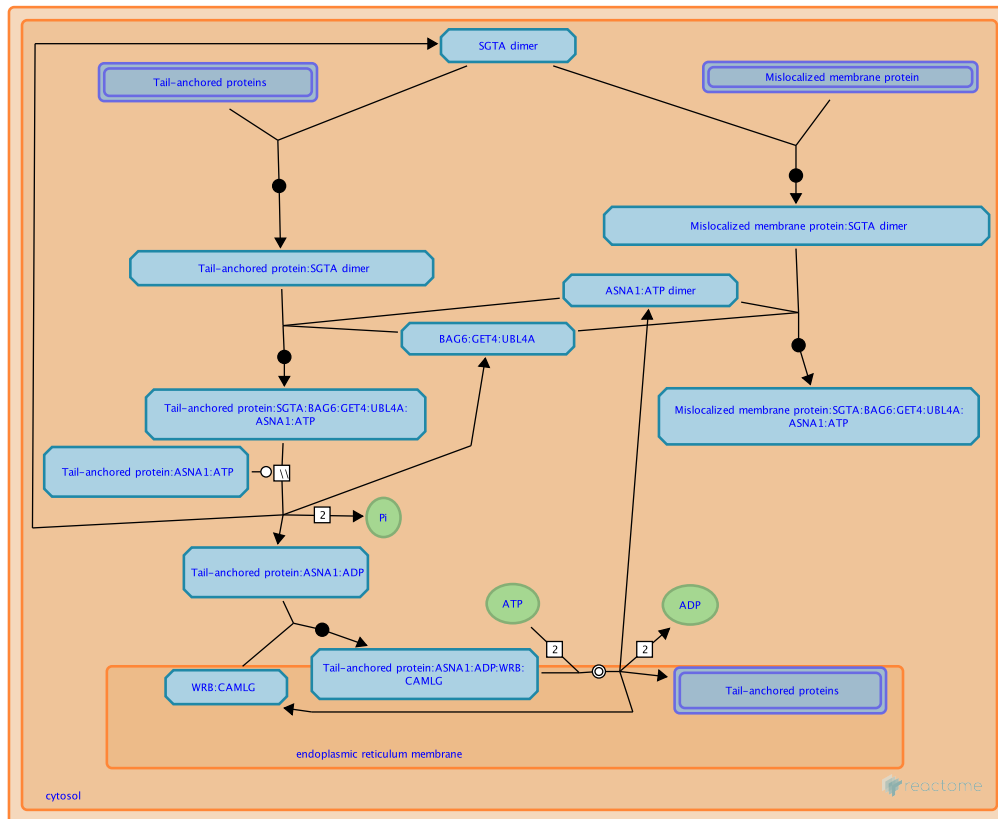 SGTA dimer
Tail-anchored proteins
Mislocalized membrane protein
Mislocalized membrane protein:SGTA dimer
Tail-anchored protein:SGTA dimer
ASNA1:ATP dimer
BAG6:GET4:UBL4A
Tail-anchored protein:SGTA:BAG6:GET4:UBL4A:
ASNA1:ATP
Mislocalized membrane protein:SGTA:BAG6:GET4:UBL4A:
ASNA1:ATP
Tail-anchored protein:ASNA1:ATP
\\
2
Pi
Tail-anchored protein:ASNA1:ADP
ATP
ADP
2
2
Tail-anchored protein:ASNA1:ADP:WRB:
CAMLG
WRB:CAMLG
Tail-anchored proteins
endoplasmic reticulum membrane
cytosol
reactome